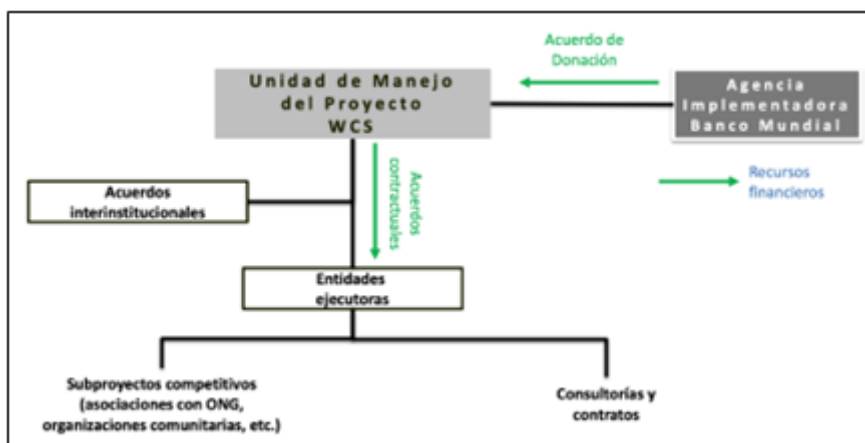 Acuerdo de
Donación
Unidad de Manejo
del Proyecto
WCS
Agencia
Implementadora
Banco Mundial
Acuerdos
contractuales
Recursos
financieros
Acuerdos
interinstitucionales
Entidades
ejecutoras
Subproyectos competitivos
(asociaciones con ONG,
organizaciones comunitarias, etc.)
Consultorías y
contratos